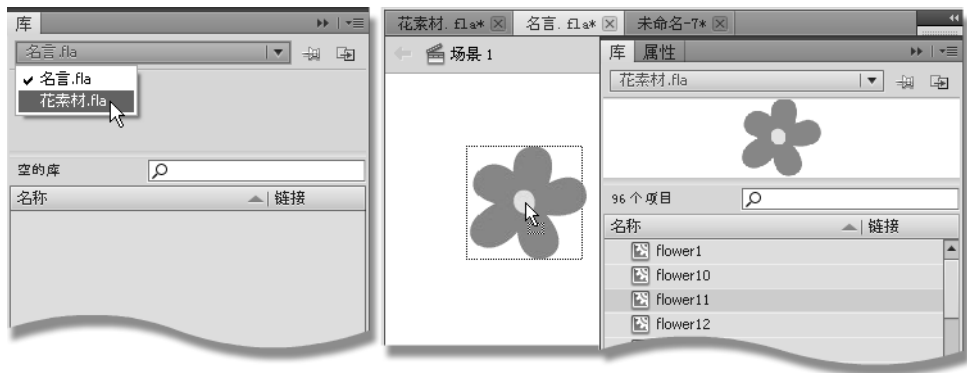 库
名言.fla
名言.fla
花素材.fla
空的库
名称
链接
花素材.fla*
名言.fla*
未命名-7*
场景 1
库
属性
花素材.fla
96 个项目
名称
链接
flower1
flower10
flower11
flower12